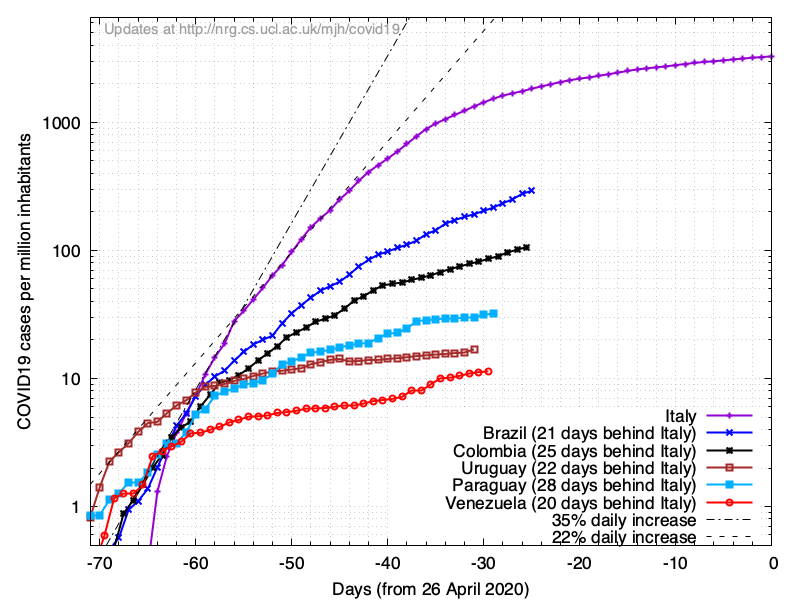 Updates at http://nrg.cs.ucl.ac.uk/mjh/covid19
COVID19 cases per million inhabitants
1000
100
10
1
Italy
Brazil (21 days behind Italy)
Colombia (25 days behind Italy)
Uruguay (22 days behind Italy)
Paraguay (28 days behind Italy)
Venezuela (20 days behind Italy)
35% daily increase
22% daily increase
-70 -60 -50 -40 -30 -20 -10 0
Days (from 26 April 2020)